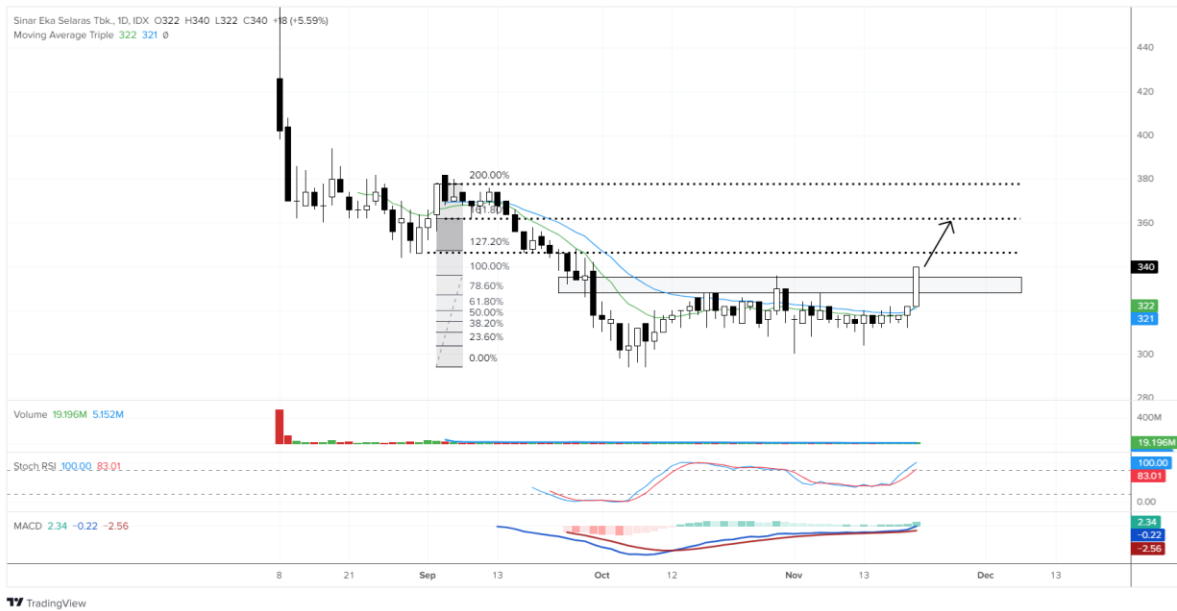 Sinar Eka Selaras Tbk., 1D, IDX O322 H340 L322 C340 +18 (+5.59%)
Moving Average Triple 322 321 ∅
440
420
400
380
360
340
322
321
300
280
200.00%
161.80%
127.20%
100.00%
78.60%
61.80%
50.00%
38.20%
23.60%
0.00%
Volume 19.196M 5.152M
400M
19.196M
Stoch RSI 100.00 83.01
100.00
83.01
0.00
MACD 2.34 −0.22 −2.56
2.34
−0.22
−2.56
8 21 Sep 13 Oct 12 Nov 13 Dec 13
TradingView